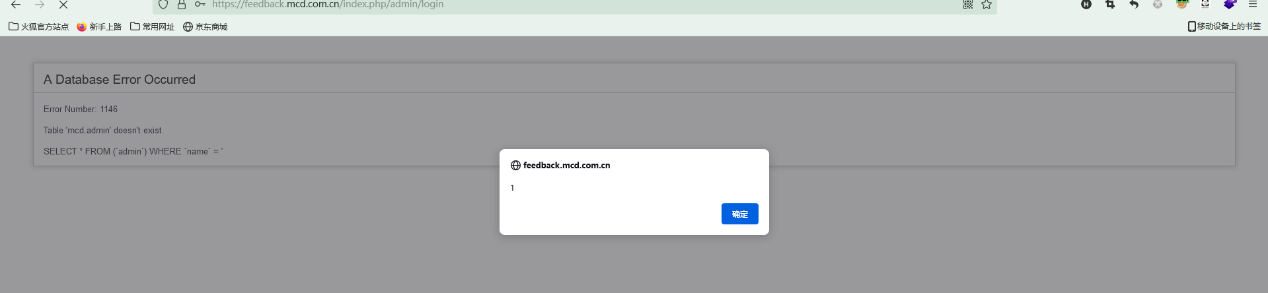 https://feedback.mcd.com.cn/index.php/admin/login
火狐官方站点 新手上路 常用网址 京东商城 移动设备上的书签
A Database Error Occurred
Error Number: 1146
Table 'mcd.admin' doesn't exist
SELECT * FROM (`admin`) WHERE `name` = '
feedback.mcd.com.cn
1
确定